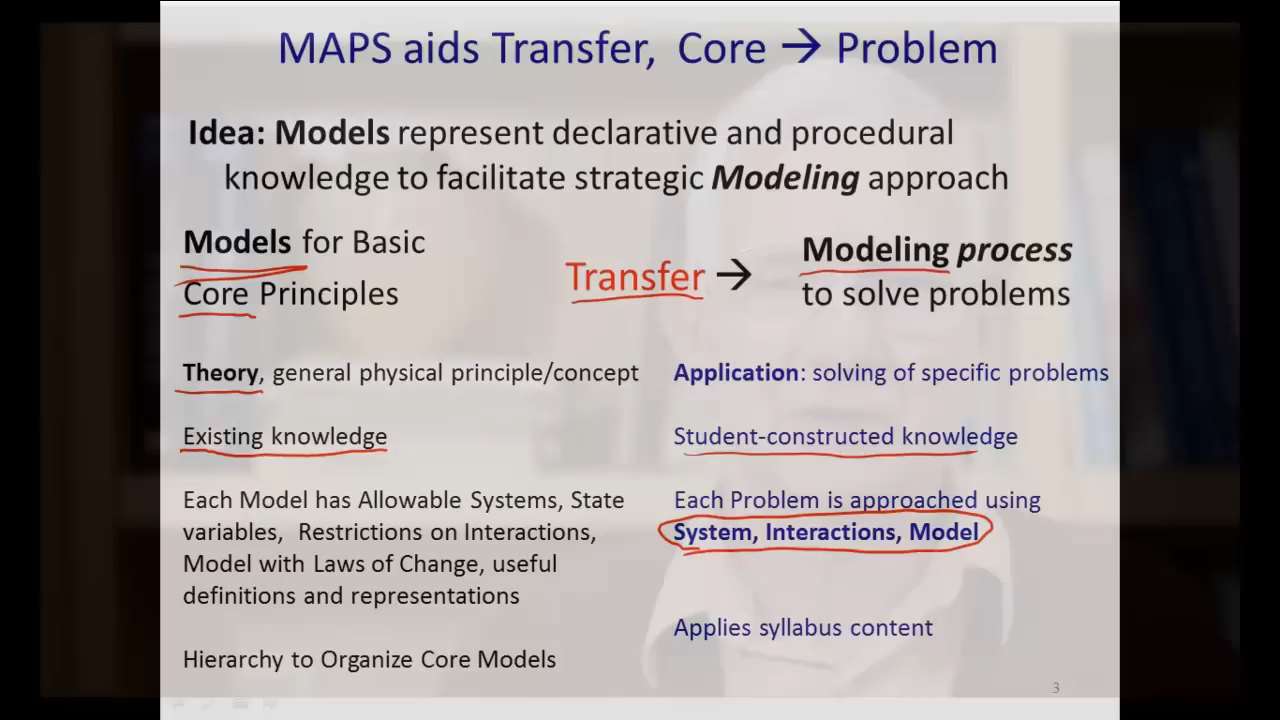 MAPS aids Transfer, Core → Problem
Idea: Models represent declarative and procedural
knowledge to facilitate strategic Modeling approach
Models for Basic
Core Principles
Transfer →
Modeling process
to solve problems
Theory, general physical principle/concept
Existing knowledge
Each Model has Allowable Systems, State
variables, Restrictions on Interactions,
Model with Laws of Change, useful
definitions and representations
Hierarchy to Organize Core Models
Application: solving of specific problems
Student-constructed knowledge
Each Problem is approached using
System, Interactions, Model
Applies syllabus content
3